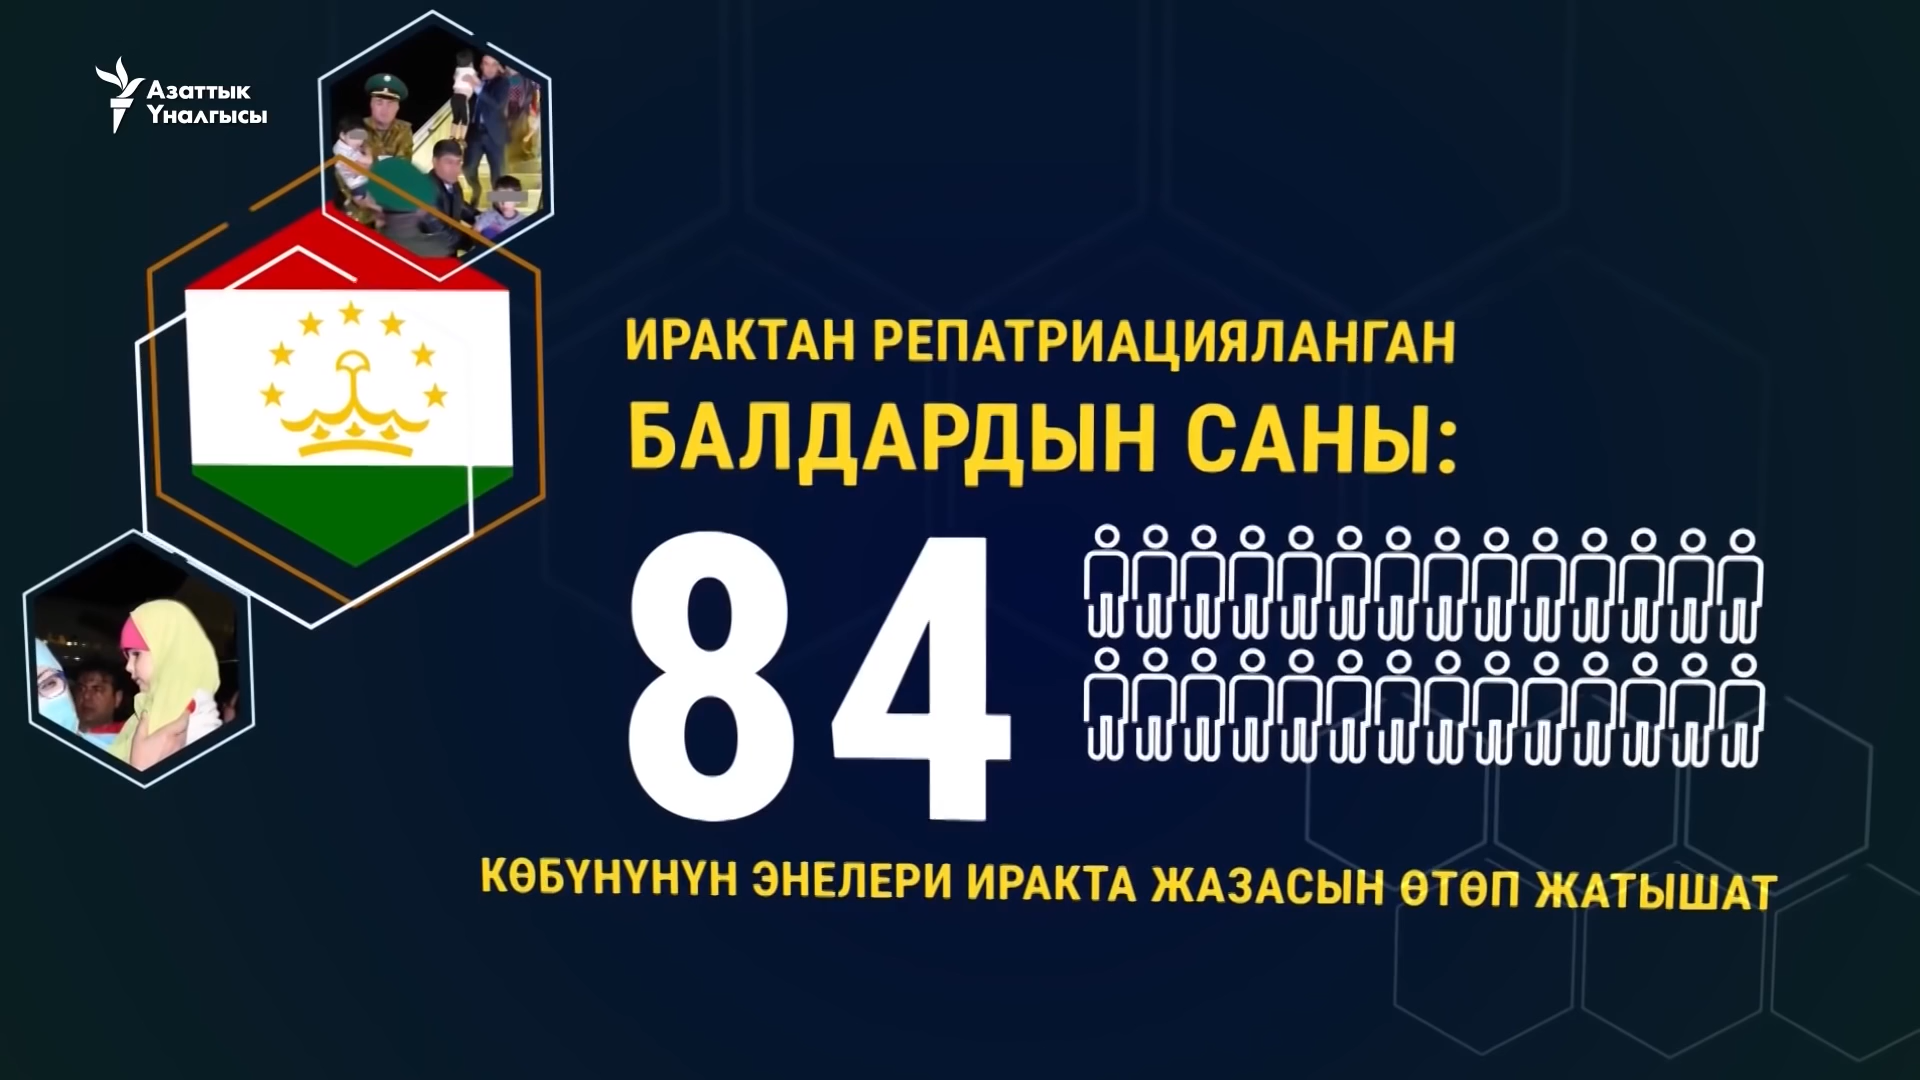 Азаттык
Үналгысы
ИРАКТАН РЕПАТРИАЦИЯЛАНГАН
БАЛДАРДЫН САНЫ:
84
КӨБҮНҮНҮН ЭНЕЛЕРИ ИРАКТА ЖАЗАСЫН ӨТӨП ЖАТЫШАТ